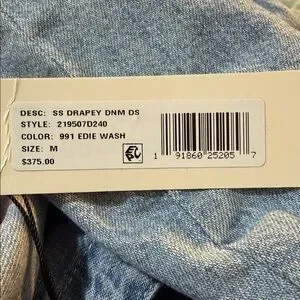 DESC: SS DRAPEY DNM DS
STYLE: 219507D240
COLOR: 991 EDIE WASH
SIZE: M
$375.00
1 91860 25205 7